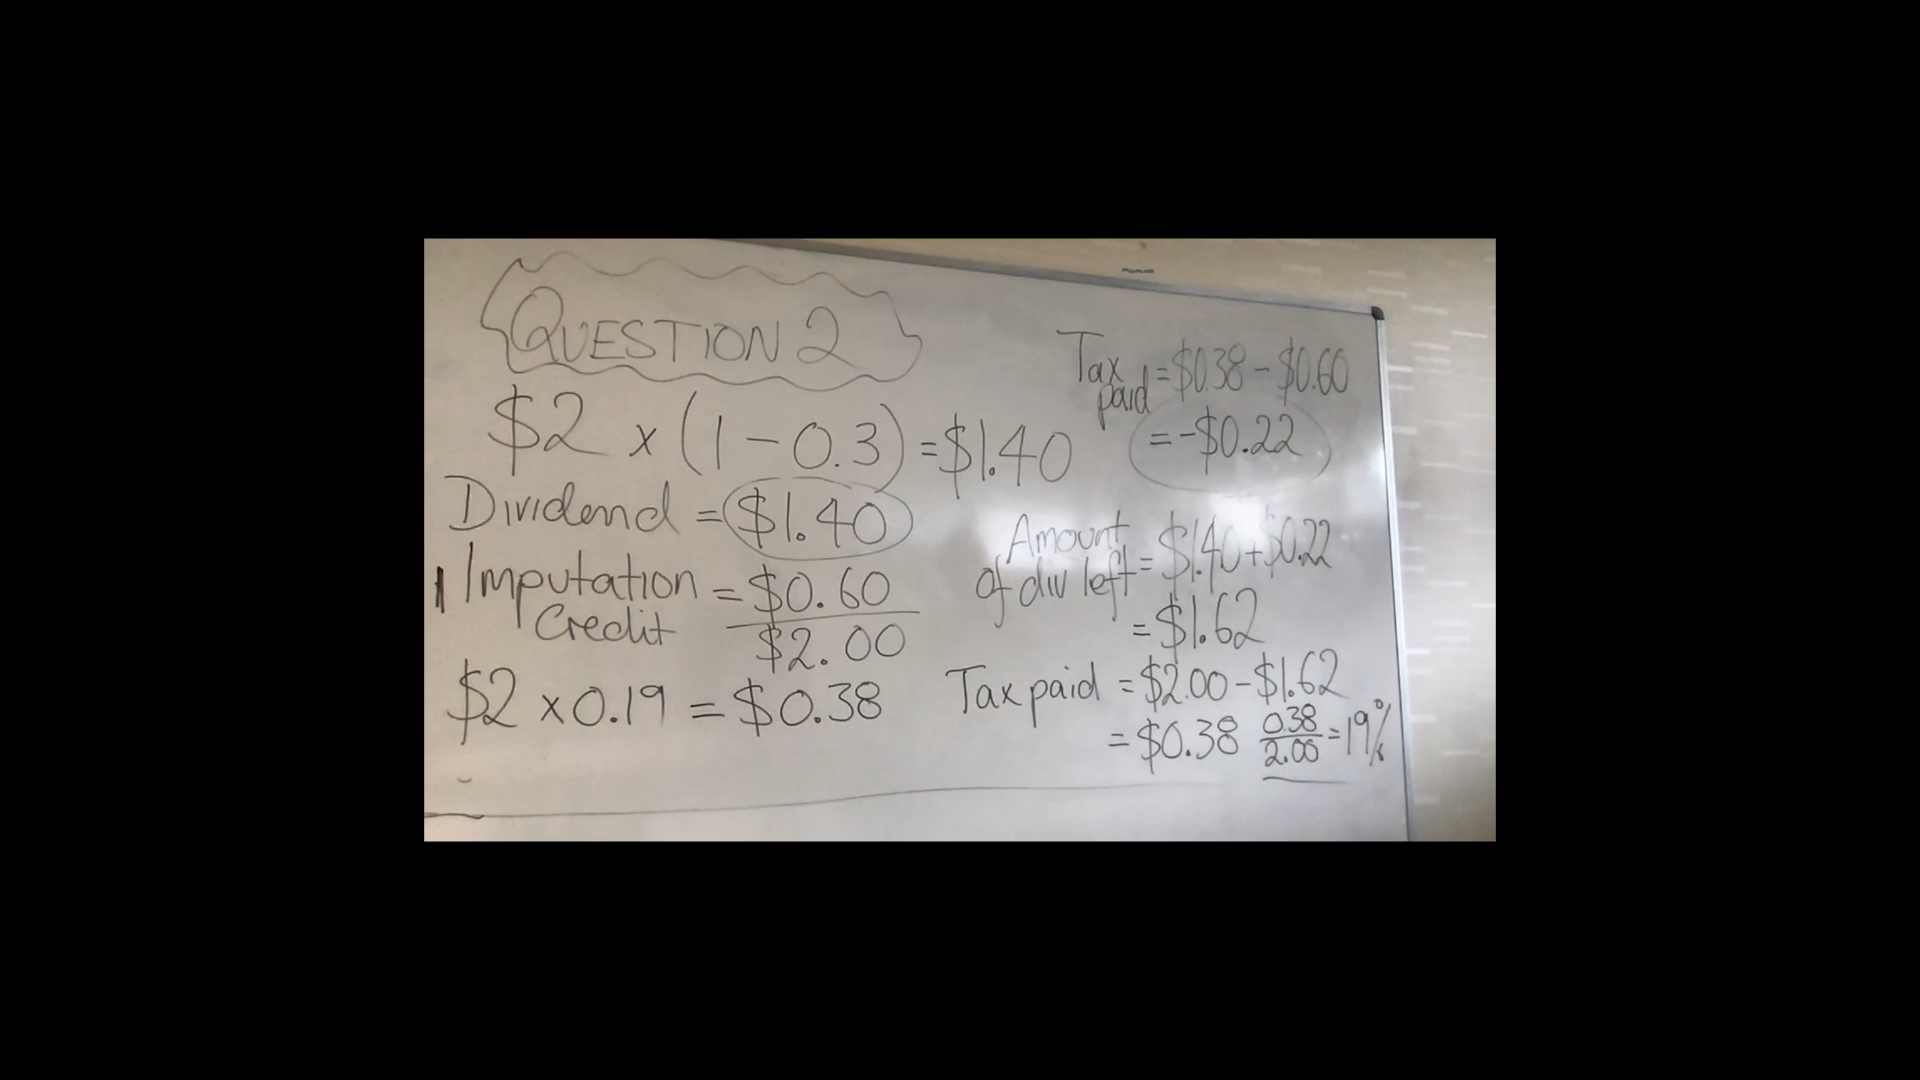 QUESTION 2
$2 x (1 - 0.3) = $1.40
Dividend = $1.40
Imputation Credit = $0.60
$2.00
$2 x 0.19 = $0.38
Tax paid = $0.38 - $0.60
= -$0.22
Amount of div left = $1.40 + $0.22
= $1.62
Tax paid = $2.00 - $1.62
= $0.38 0.38/2.00 = 19%